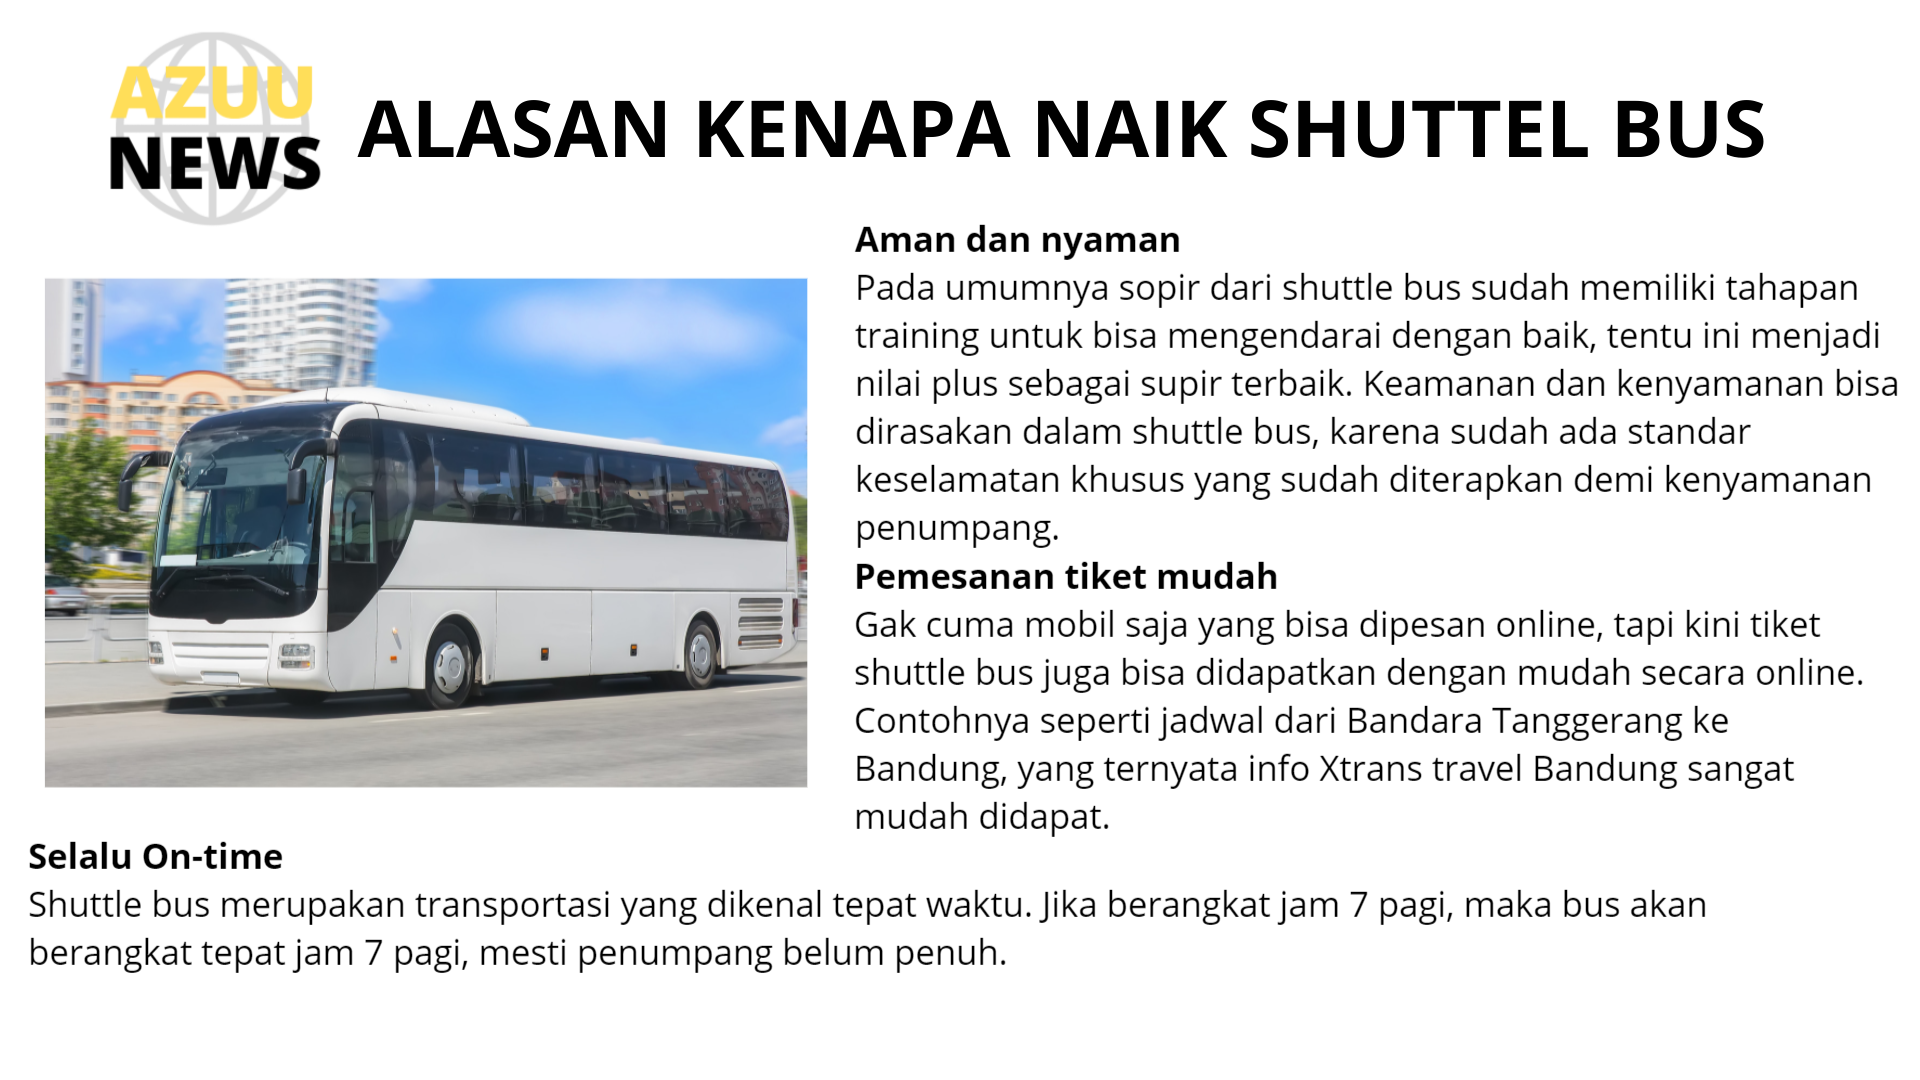 AZUU
NEWS
ALASAN KENAPA NAIK SHUTTEL BUS
Aman dan nyaman
Pada umumnya sopir dari shuttle bus sudah memiliki tahapan
training untuk bisa mengendarai dengan baik, tentu ini menjadi
nilai plus sebagai supir terbaik. Keamanan dan kenyamanan bisa
dirasakan dalam shuttle bus, karena sudah ada standar
keselamatan khusus yang sudah diterapkan demi kenyamanan
penumpang.
Pemesanan tiket mudah
Gak cuma mobil saja yang bisa dipesan online, tapi kini tiket
shuttle bus juga bisa didapatkan dengan mudah secara online.
Contohnya seperti jadwal dari Bandara Tanggerang ke
Bandung, yang ternyata info Xtrans travel Bandung sangat
mudah didapat.
Selalu On-time
Shuttle bus merupakan transportasi yang dikenal tepat waktu. Jika berangkat jam 7 pagi, maka bus akan
berangkat tepat jam 7 pagi, mesti penumpang belum penuh.